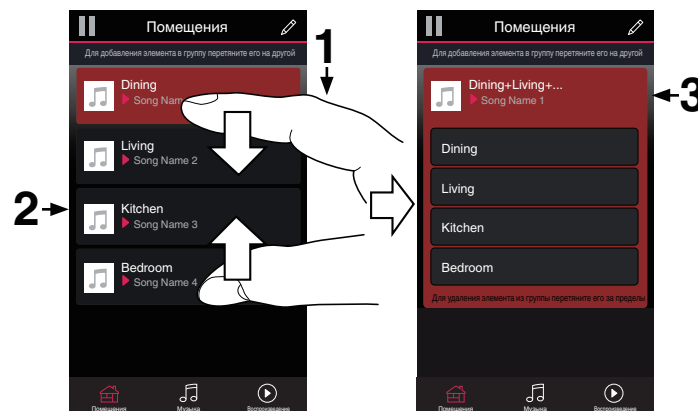 Помещения
Для добавления элемента в группу перетяните его на другой
Dining
Song Nam
Living
Song Name 2
Kitchen
Song Name 3
Bedroom
Song Name 4
Помещения
Музыка
Воспроизведение
1
2
Помещения
Для добавления элемента в группу перетяните его на другой
Dining+Living+...
Song Name 1
Dining
Living
Kitchen
Bedroom
Для удаления элемента из группы перетяните его за пределы
Помещения
Музыка
Воспроизведение
3